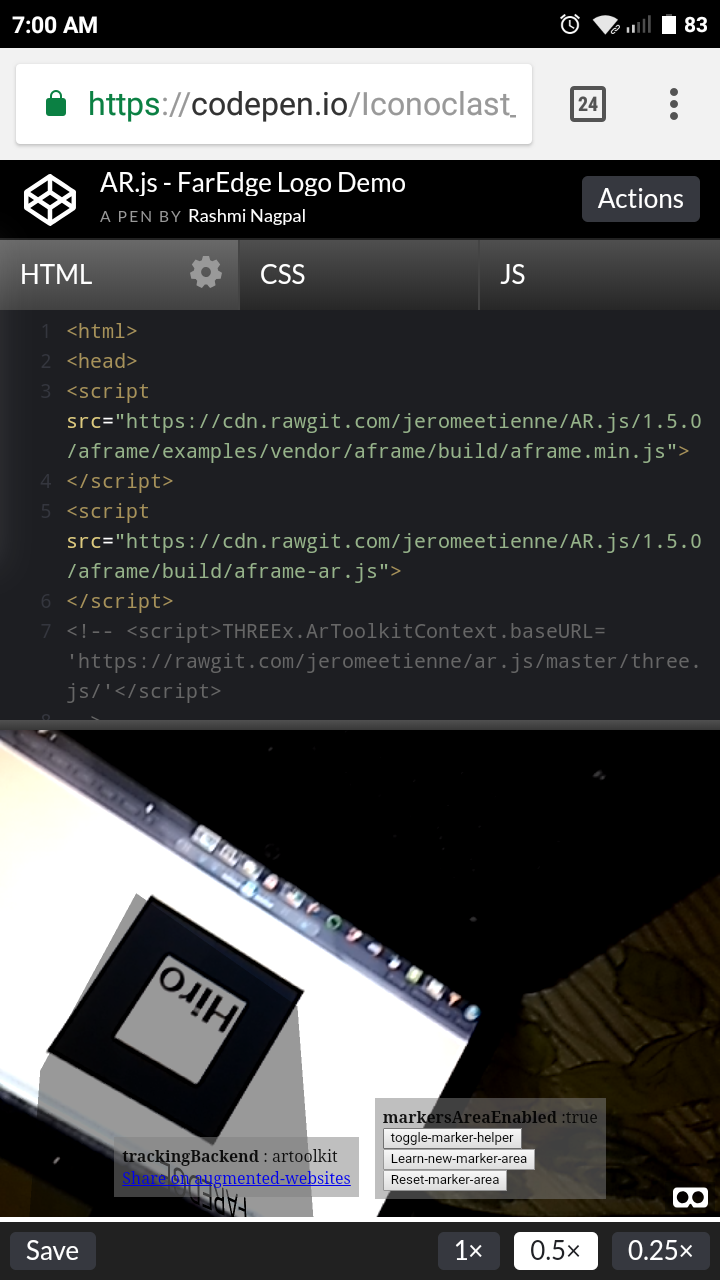 7:00 AM
83
https://codepen.io/Iconoclast_
24
AR.js - FarEdge Logo Demo
A PEN BY Rashmi Nagpal
Actions
HTML
CSS
JS
1 <html>
2 <head>
3 <script
src="https://cdn.rawgit.com/jeromeetienne/AR.js/1.5.0
/aframe/examples/vendor/aframe/build/aframe.min.js">
4 </script>
5 <script
src="https://cdn.rawgit.com/jeromeetienne/AR.js/1.5.0
/aframe/build/aframe-ar.js">
6 </script>
7 <!-- <script>THREEx.ArToolkitContext.baseURL=
'https://rawgit.com/jeromeetienne/ar.js/master/three.
js/'</script>
8 -->
Hiro
markersAreaEnabled :true
toggle-marker-helper
Learn-new-marker-area
Reset-marker-area
trackingBackend : artoolkit
Share on augmented-websites
FAREDGE
Save
1×
0.5×
0.25×